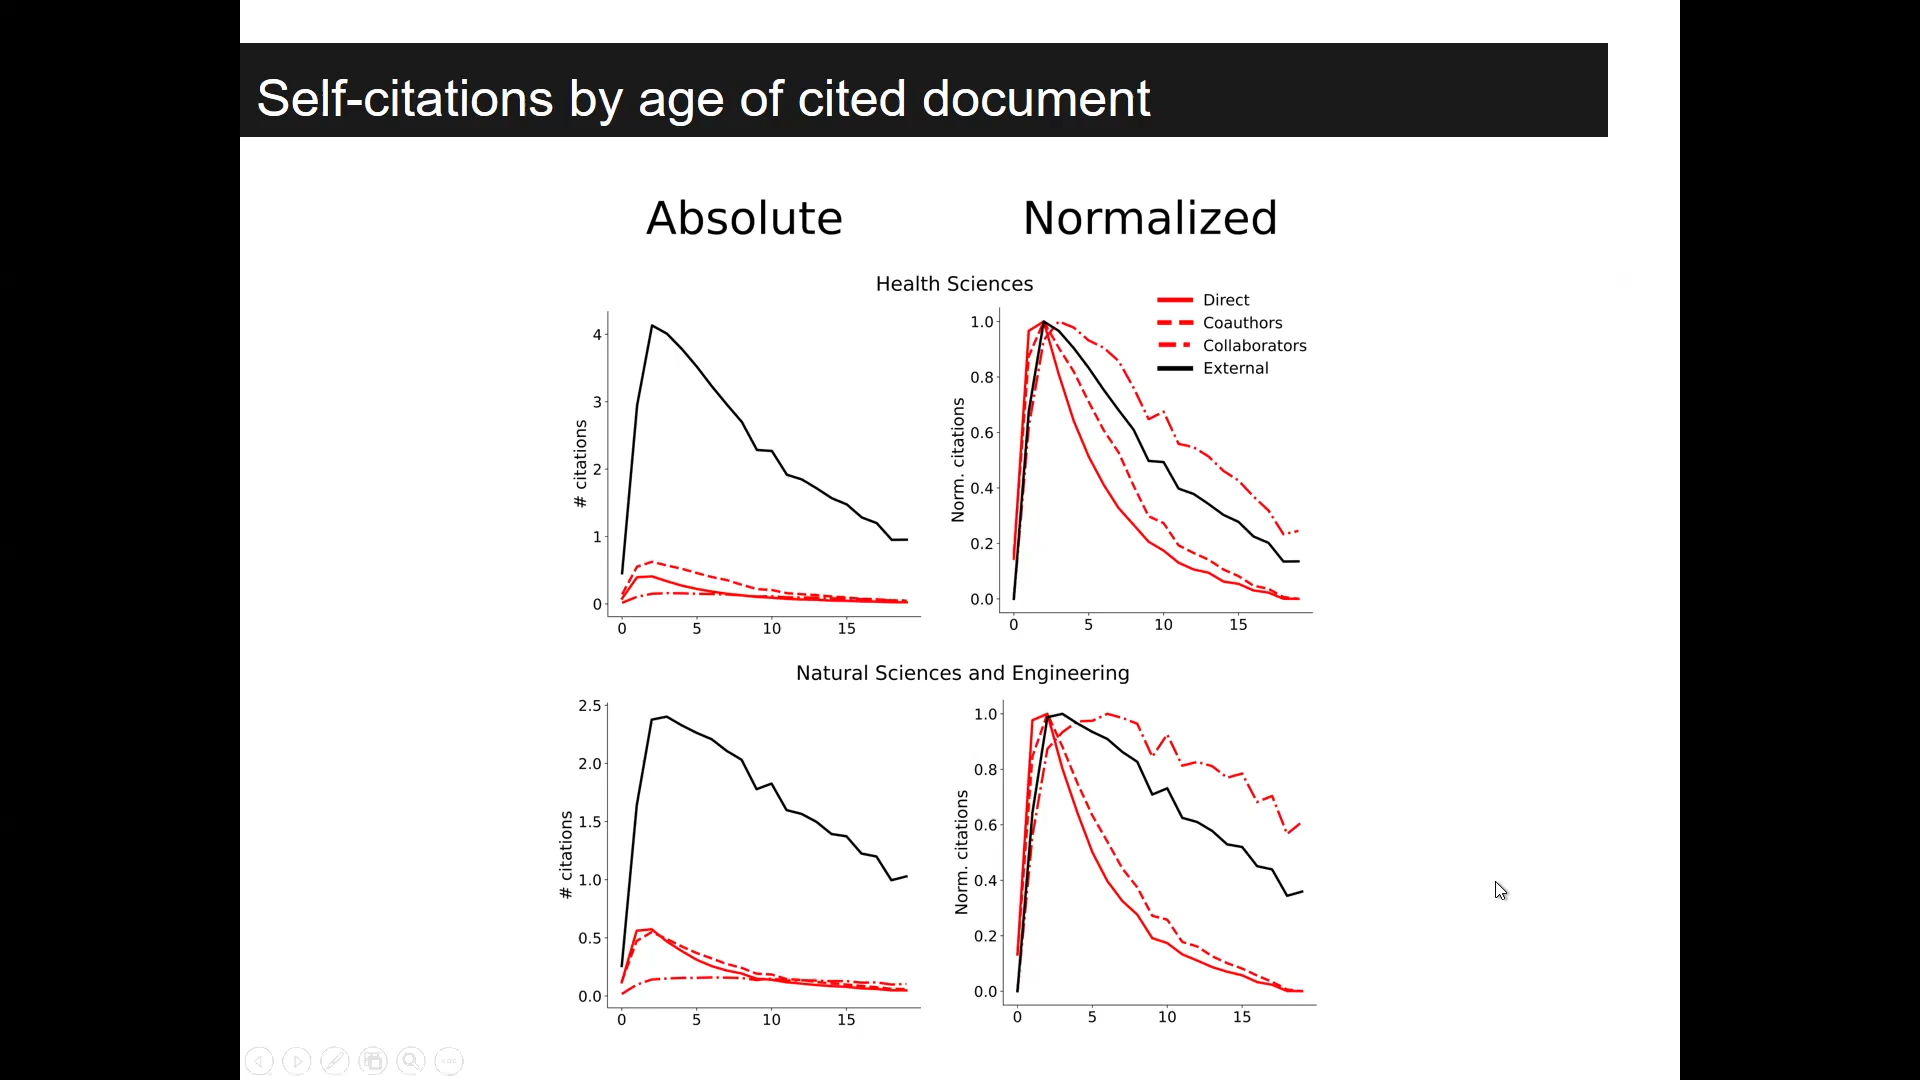 Self-citations by age of cited document
Absolute
Normalized
Health Sciences
Direct
Coauthors
Collaborators
External
# citations
4
3
2
1
0
0 5 10 15
Norm. citations
1.0
0.8
0.6
0.4
0.2
0.0
0 5 10 15
Natural Sciences and Engineering
# citations
2.5
2.0
1.5
1.0
0.5
0.0
0 5 10 15
Norm. citations
1.0
0.8
0.6
0.4
0.2
0.0
0 5 10 15